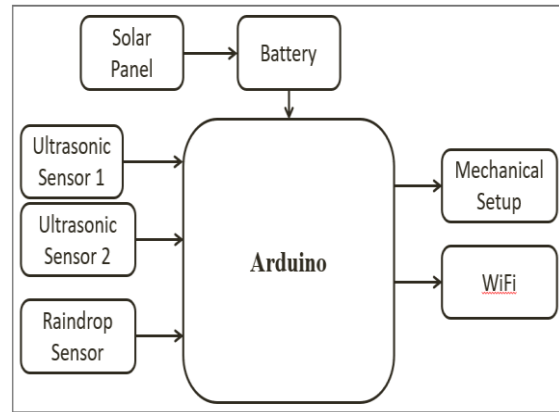 Solar
Panel
Battery
Ultrasonic
Sensor 1
Ultrasonic
Sensor 2
Raindrop
Sensor
Arduino
Mechanical
Setup
WiFi